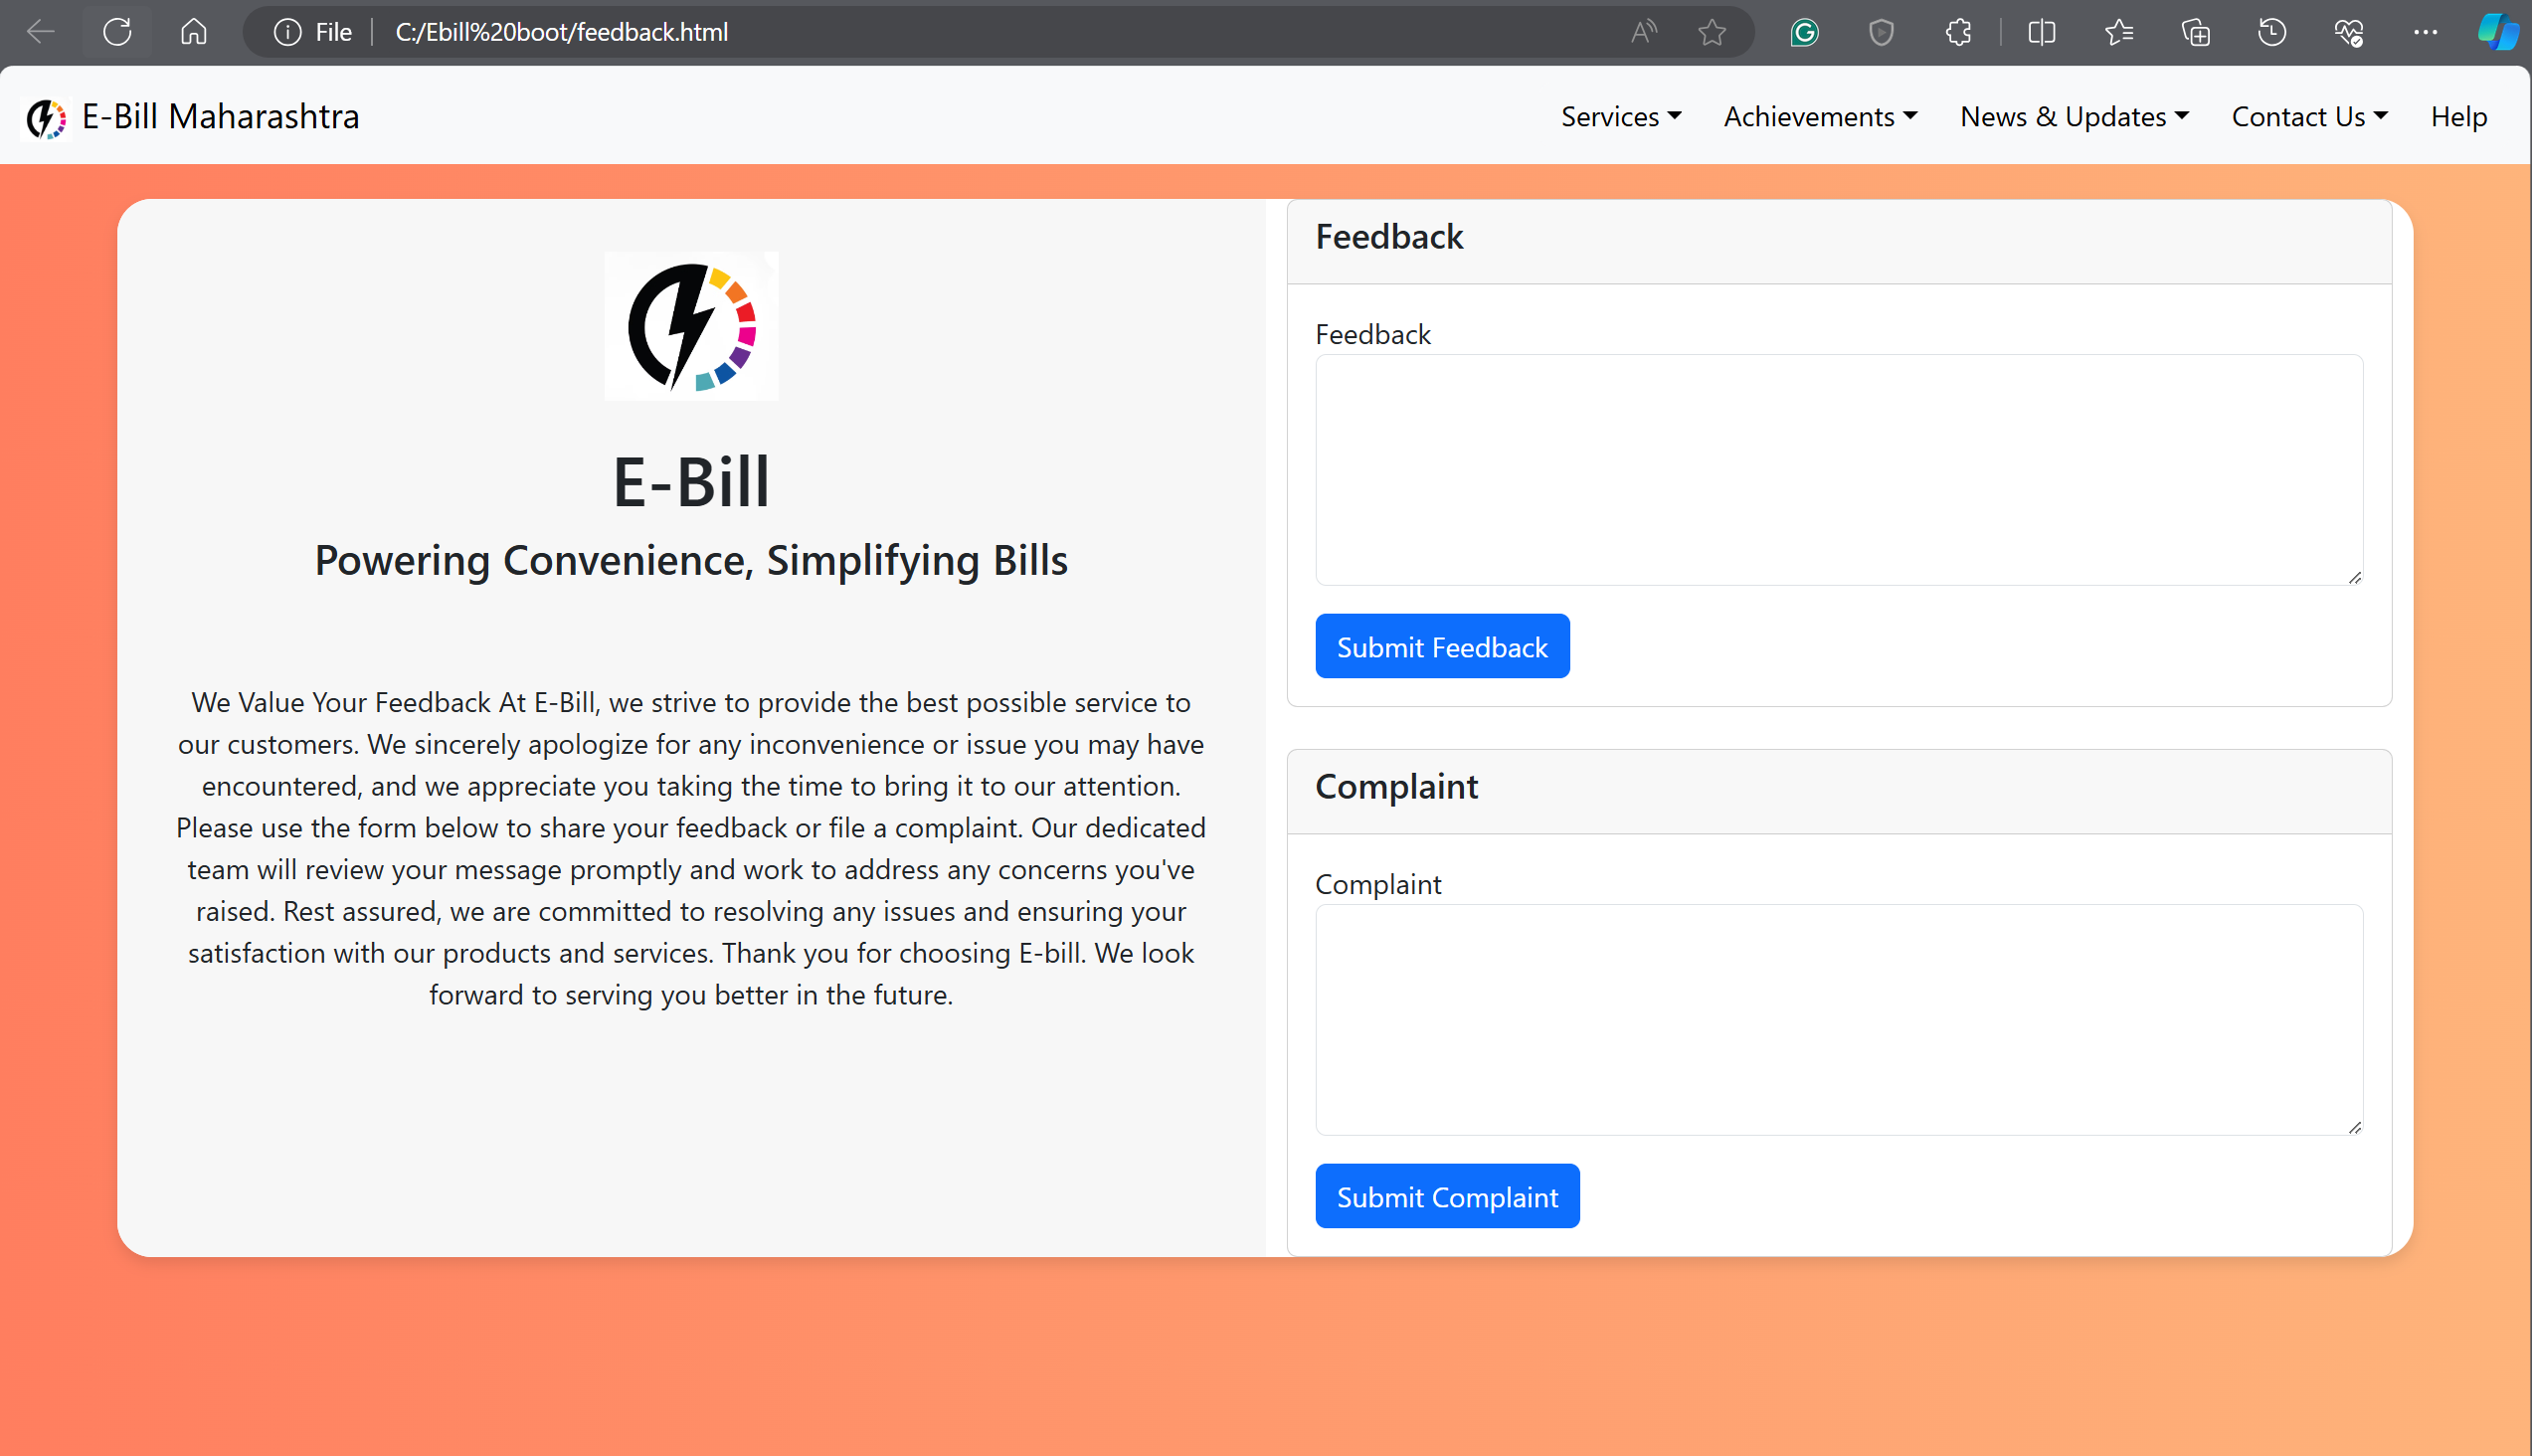 File
C:/Ebill%20boot/feedback.html
E-Bill Maharashtra
Services
Achievements
News & Updates
Contact Us
Help
E-Bill
Powering Convenience, Simplifying Bills
We Value Your Feedback At E-Bill, we strive to provide the best possible service to
our customers. We sincerely apologize for any inconvenience or issue you may have
encountered, and we appreciate you taking the time to bring it to our attention.
Please use the form below to share your feedback or file a complaint. Our dedicated
team will review your message promptly and work to address any concerns you've
raised. Rest assured, we are committed to resolving any issues and ensuring your
satisfaction with our products and services. Thank you for choosing E-bill. We look
forward to serving you better in the future.
Feedback
Feedback
Submit Feedback
Complaint
Complaint
Submit Complaint